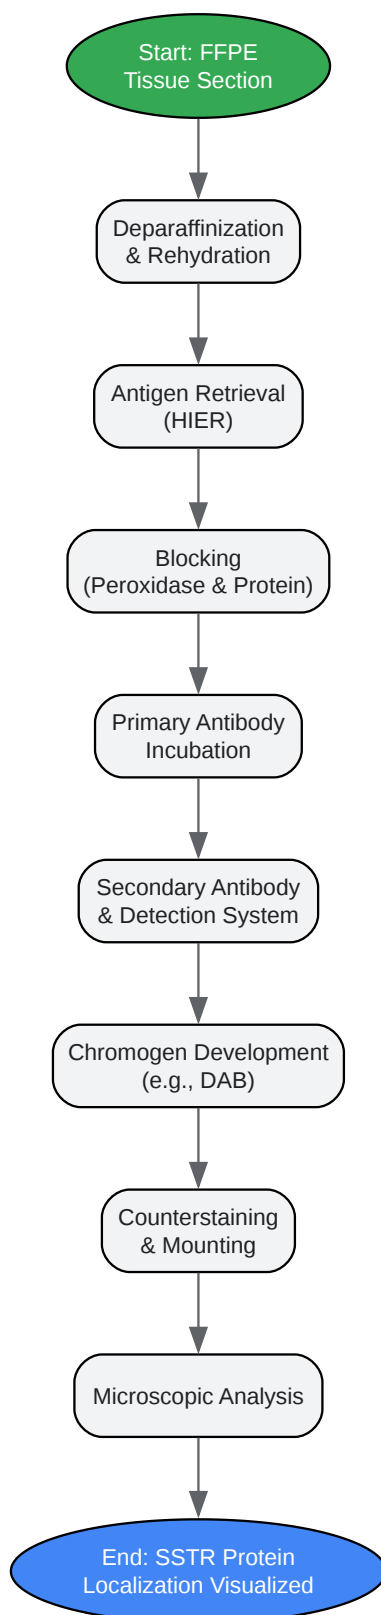 Start: FFPE
Tissue Section
Deparaffinization
& Rehydration
Antigen Retrieval
(HIER)
Blocking
(Peroxidase & Protein)
Primary Antibody
Incubation
Secondary Antibody
& Detection System
Chromogen Development
(e.g., DAB)
Counterstaining
& Mounting
Microscopic Analysis
End: SSTR Protein
Localization Visualized